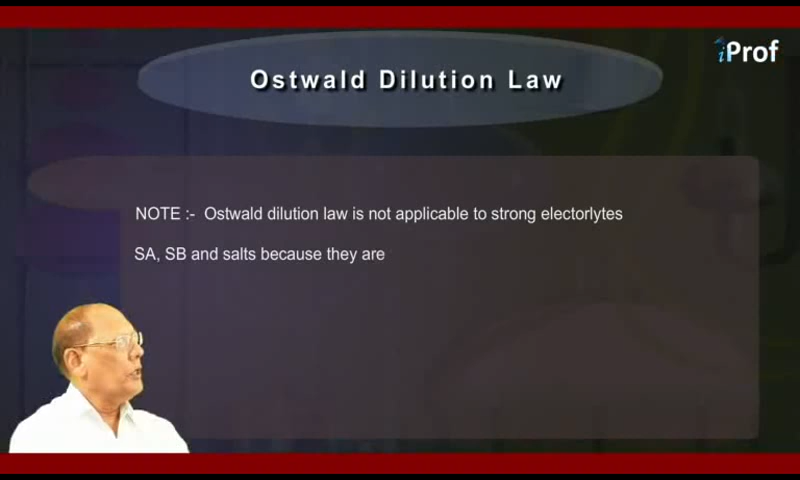 iProf
Ostwald Dilution Law
NOTE :- Ostwald dilution law is not applicable to strong electorlytes
SA, SB and salts because they are